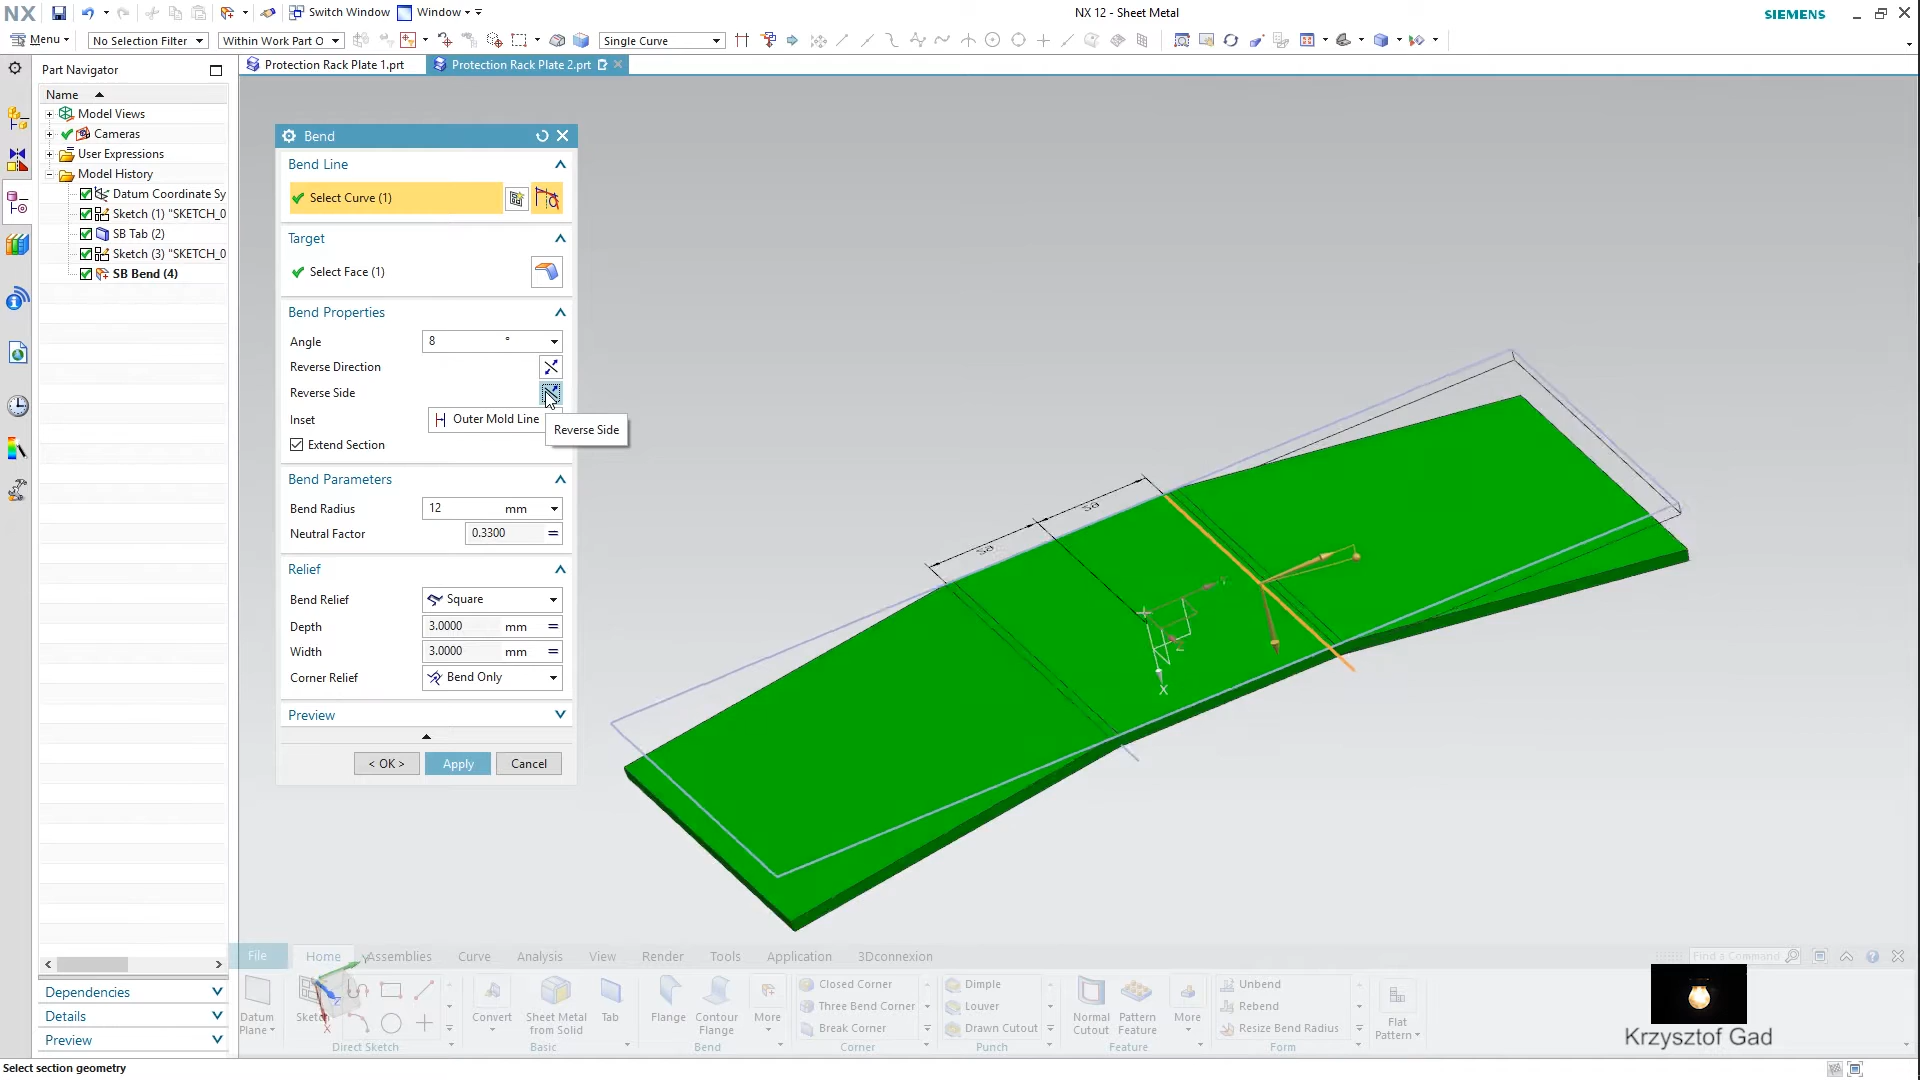 NX
Switch Window
Window
NX 12 - Sheet Metal
SIEMENS
Menu
No Selection Filter
Within Work Part O
Single Curve
Part Navigator
Protection Rack Plate 1.prt
Protection Rack Plate 2.prt
Name
Model Views
Cameras
User Expressions
Model History
Datum Coordinate Sy
Sketch (1) "SKETCH_0
SB Tab (2)
Sketch (3) "SKETCH_0
SB Bend (4)
Bend
Bend Line
Select Curve (1)
Target
Select Face (1)
Bend Properties
Angle
8 °
Reverse Direction
Reverse Side
Inset
Outer Mold Line
Reverse Side
Extend Section
Bend Parameters
Bend Radius
12 mm
Neutral Factor
0.3300
Relief
Bend Relief
Square
Depth
3.0000 mm
Width
3.0000 mm
Corner Relief
Bend Only
Preview
< OK >
Apply
Cancel
X
File
Home
Assemblies
Curve
Analysis
View
Render
Tools
Application
3Dconnexion
Find a Command
Datum
Plane
Sketch
Direct Sketch
Convert
Sheet Metal
from Solid
Tab
Basic
Flange
Contour
Flange
More
Bend
Closed Corner
Three Bend Corner
Break Corner
Corner
Dimple
Louver
Drawn Cutout
Punch
Normal
Cutout
Pattern
Feature
More
Feature
Unbend
Rebend
Resize Bend Radius
Form
Flat
Pattern
Krzysztof Gad
Dependencies
Details
Preview
Select section geometry